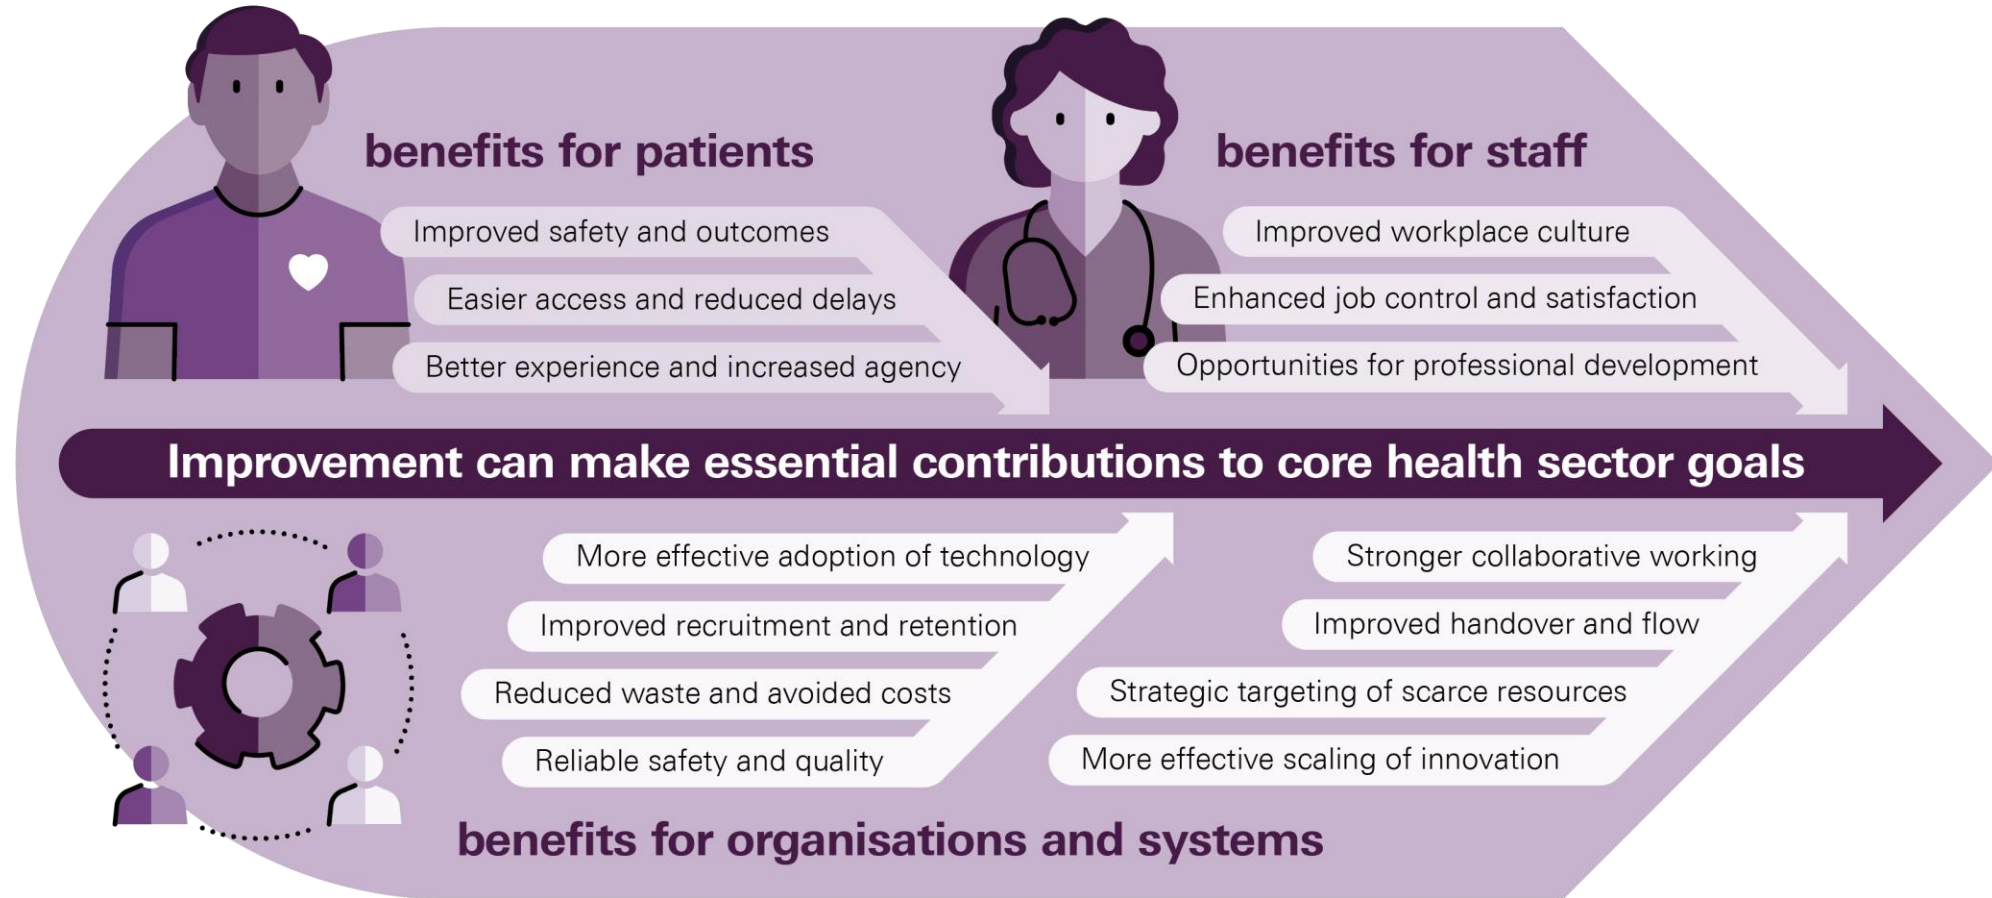 benefits for patients
Improved safety and outcomes
Easier access and reduced delays
Better experience and increased agency
benefits for staff
Improved workplace culture
Enhanced job control and satisfaction
Opportunities for professional development
Improvement can make essential contributions to core health sector goals
More effective adoption of technology
Improved recruitment and retention
Reduced waste and avoided costs
Reliable safety and quality
Stronger collaborative working
Improved handover and flow
Strategic targeting of scarce resources
More effective scaling of innovation
benefits for organisations and systems